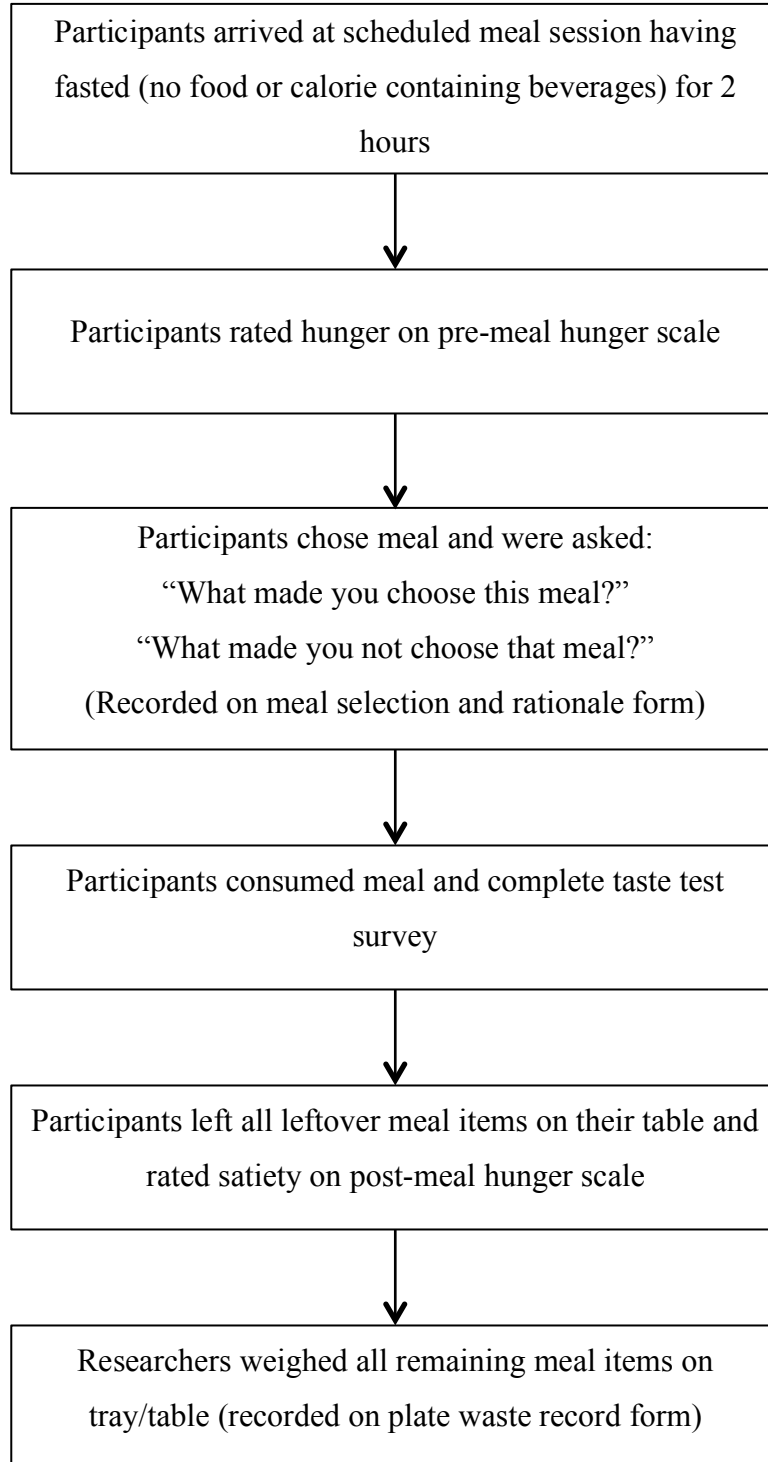 Participants arrived at scheduled meal session having
fasted (no food or calorie containing beverages) for 2
hours
Participants rated hunger on pre-meal hunger scale
Participants chose meal and were asked:
“What made you choose this meal?”
“What made you not choose that meal?”
(Recorded on meal selection and rationale form)
Participants consumed meal and complete taste test
survey
Participants left all leftover meal items on their table and
rated satiety on post-meal hunger scale
Researchers weighed all remaining meal items on
tray/table (recorded on plate waste record form)